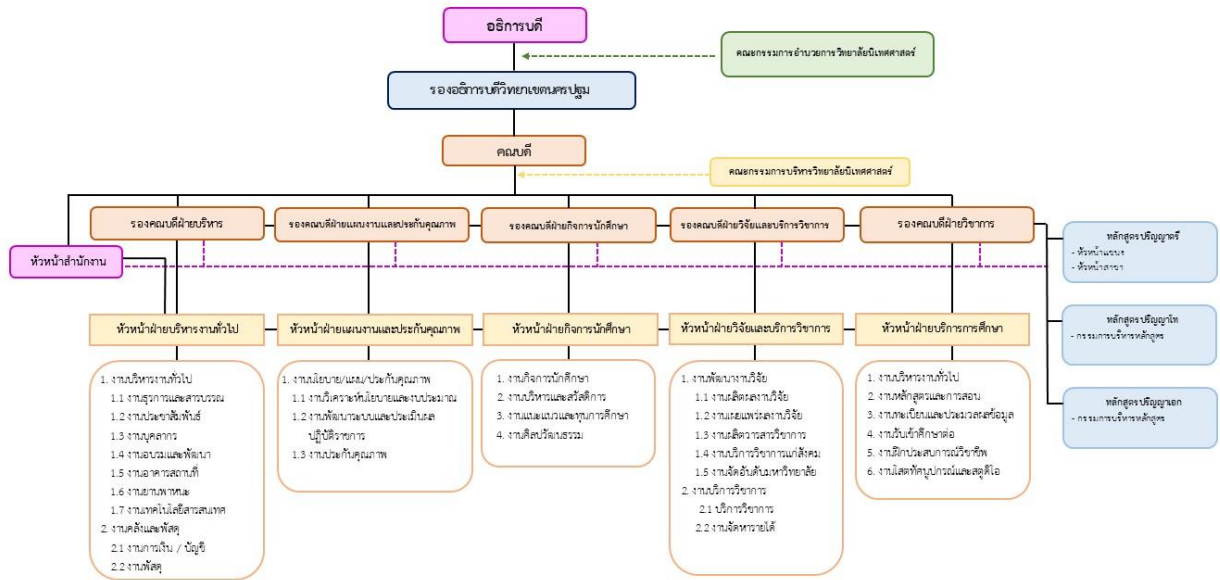 อธิการบดี
คณะกรรมการอำนวยการวิทยาลัยนิเทศศาสตร์
รองอธิการบดีวิทยาเขตนครปฐม
คณบดี
คณะกรรมการบริหารวิทยาลัยนิเทศศาสตร์
รองคณบดีฝ่ายบริหาร
รองคณบดีฝ่ายแผนงานและประกันคุณภาพ
รองคณบดีฝ่ายกิจการนักศึกษา
รองคณบดีฝ่ายวิจัยและบริการวิชาการ
รองคณบดีฝ่ายวิชาการ
หัวหน้าสำนักงาน
หลักสูตรปริญญาตรี
- หัวหน้าแขนง
- หัวหน้าสาขา
หลักสูตรปริญญาโท
- กรรมการบริหารหลักสูตร
หลักสูตรปริญญาเอก
- กรรมการบริหารหลักสูตร
หัวหน้าฝ่ายบริหารงานทั่วไป
หัวหน้าฝ่ายแผนงานและประกันคุณภาพ
หัวหน้าฝ่ายกิจการนักศึกษา
หัวหน้าฝ่ายวิจัยและบริการวิชาการ
หัวหน้าฝ่ายบริการการศึกษา
1. งานบริหารงานทั่วไป
1.1 งานธุรการและสารบรรณ
1.2 งานประชาสัมพันธ์
1.3 งานบุคลากร
1.4 งานอบรมและพัฒนา
1.5 งานอาคารสถานที่
1.6 งานยานพาหนะ
1.7 งานเทคโนโลยีสารสนเทศ
2. งานคลังและพัสดุ
2.1 งานการเงิน / บัญชี
2.2 งานพัสดุ
1. งานนโยบาย/แผน/ประกันคุณภาพ
1.1 งานวิเคราะห์นโยบายและงบประมาณ
1.2 งานพัฒนาระบบและประเมินผล
ปฏิบัติราชการ
1.3 งานประกันคุณภาพ
1. งานกิจการนักศึกษา
2. งานบริหารและสวัสดิการ
3. งานแนะแนวและทุนการศึกษา
4. งานศิลปวัฒนธรรม
1. งานพัฒนางานวิจัย
1.1 งานผลิตผลงานวิจัย
1.2 งานเผยแพร่ผลงานวิจัย
1.3 งานผลิตวารสารวิชาการ
1.4 งานบริการวิชาการแก่สังคม
1.5 งานจัดอันดับมหาวิทยาลัย
2. งานบริการวิชาการ
2.1 บริการวิชาการ
2.2 งานจัดหารายได้
1. งานบริหารงานทั่วไป
2. งานหลักสูตรและการสอน
3. งานทะเบียนและประมวลผลข้อมูล
4. งานรับเข้าศึกษาต่อ
5. งานฝึกประสบการณ์วิชาชีพ
6. งานโสตทัศนูปกรณ์และสตูดิโอ